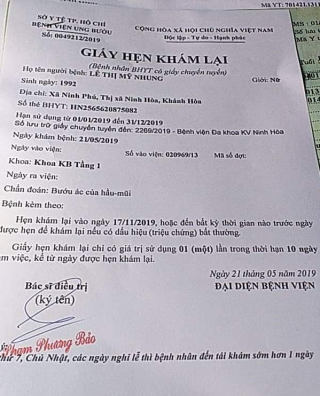 Mã YT: 701421.131
SỞ Y TẾ TP. HỒ CHÍ
BỆNH VIỆN UNG BƯỚU
Số: 0049212/2019
CỘNG HÒA XÃ HỘI CHỦ NGHĨA VIỆT NAM
Độc lập - Tự do - Hạnh phúc
GIẤY HẸN KHÁM LẠI
(Bệnh nhân BHYT có giấy chuyển tuyến)
Họ tên người bệnh: LÊ THỊ MỸ NHUNG
Giới: Nữ
Sinh năm: 1992
Địa chỉ: Xã Ninh Phú, Thị xã Ninh Hòa, Khánh Hòa
Số thẻ BHYT: HN2565620875082
Hạn sử dụng từ 01/01/2019 đến 31/12/2019
Số lưu trữ giấy chuyển tuyến đến: 2269/2019 - Bệnh viện Đa khoa KV Ninh Hòa
Ngày khám bệnh: 21/05/2019
Ngày vào viện: Số vào viện: 020969/13 Mã số đợt:
Khoa: Khoa KB Tầng 1
Ngày ra viện:
Chẩn đoán: Bướu ác của hầu-mũi
Bệnh kèm theo:
Hẹn khám lại vào ngày 17/11/2019, hoặc đến bất kỳ thời gian nào trước ngày
được hẹn để khám lại nếu có dấu hiệu (triệu chứng) bất thường.
Giấy hẹn khám lại chỉ có giá trị sử dụng 01 (một) lần trong thời hạn 10 ngày
làm việc, kể từ ngày được hẹn khám lại.
Ngày 21 tháng 05 năm 2019
Bác sĩ điều trị
(ký tên)
ĐẠI DIỆN BỆNH VIỆN
Phạm Phương Bảo
thứ 7, Chủ Nhật, các ngày nghỉ lễ thì bệnh nhân đến tái khám sớm hơn 1 ngày